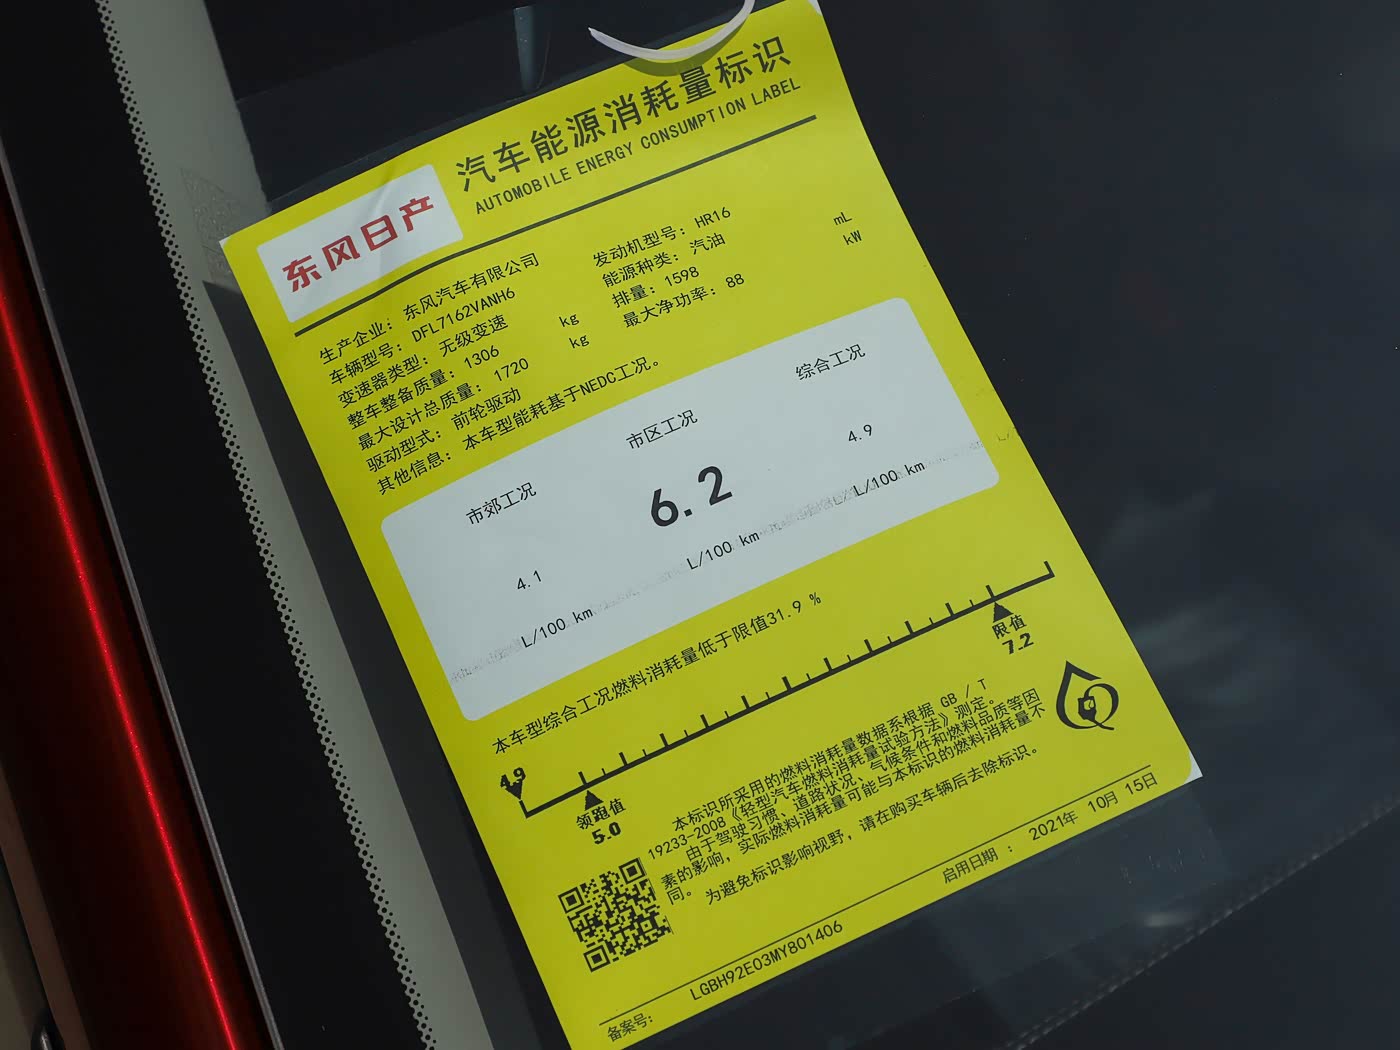 汽车能源消耗量标识
AUTOMOBILE ENERGY CONSUMPTION LABEL
东风日产
生产企业：东风汽车有限公司
车辆型号：DFL7162VANH6
变速器类型：无级变速
整车整备质量：1306 kg
最大设计总质量：1720 kg
驱动型式：前轮驱动
其他信息：本车型能耗基于NEDC工况。
发动机型号：HR16
能源种类：汽油
排量：1598 mL
最大净功率：88 kW
市郊工况
4.1
L/100 km
市区工况
6.2
L/100 km
综合工况
4.9
L/100 km
本车型综合工况燃料消耗量低于限值31.9 %
4.9
领跑值
5.0
限值
7.2
本标识所采用的燃料消耗量数据系根据 GB / T
19233-2008《轻型汽车燃料消耗量试验方法》测定。
由于驾驶习惯、道路状况、气候条件和燃料品质等因
素的影响，实际燃料消耗量可能与本标识的燃料消耗量不
同。 为避免标识影响视野，请在购买车辆后去除标识。
启用日期 ： 2021年 10月 15日
LGBH92E03MY801406
备案号: